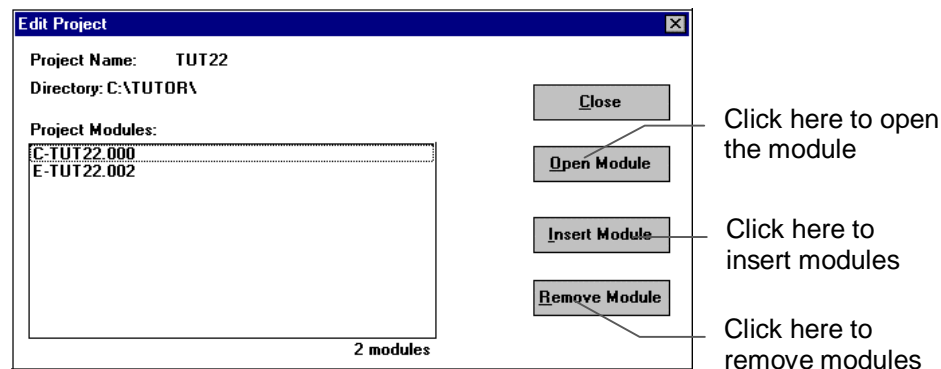 Edit Project
Project Name: TUT22
Directory: C:\TUTOR\
Close
Project Modules:
C-TUT22.000
E-TUT22.002
Open Module
Insert Module
Remove Module
2 modules
Click here to open
the module
Click here to
insert modules
Click here to
remove modules